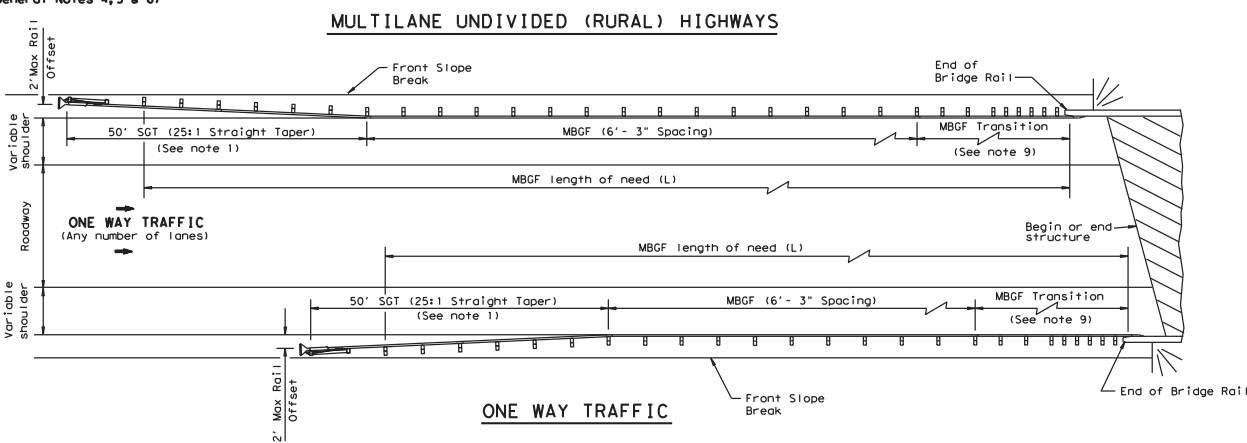 General Notes 4,5 & 6)
MULTILANE UNDIVIDED (RURAL) HIGHWAYS
2' Max Rail
Offset
Front Slope
Break
End of
Bridge Rail
Variable
shoulder
50' SGT (25:1 Straight Taper)
(See note 1)
MBGF (6'- 3" Spacing)
MBGF Transition
(See note 9)
MBGF length of need (L)
Roadway
ONE WAY TRAFFIC
(Any number of lanes)
Begin or end
structure
MBGF length of need (L)
Variable
shoulder
50' SGT (25:1 Straight Taper)
(See note 1)
MBGF (6'- 3" Spacing)
MBGF Transition
(See note 9)
2' Max Rail
Offset
Front Slope
Break
End of Bridge Rail
ONE WAY TRAFFIC